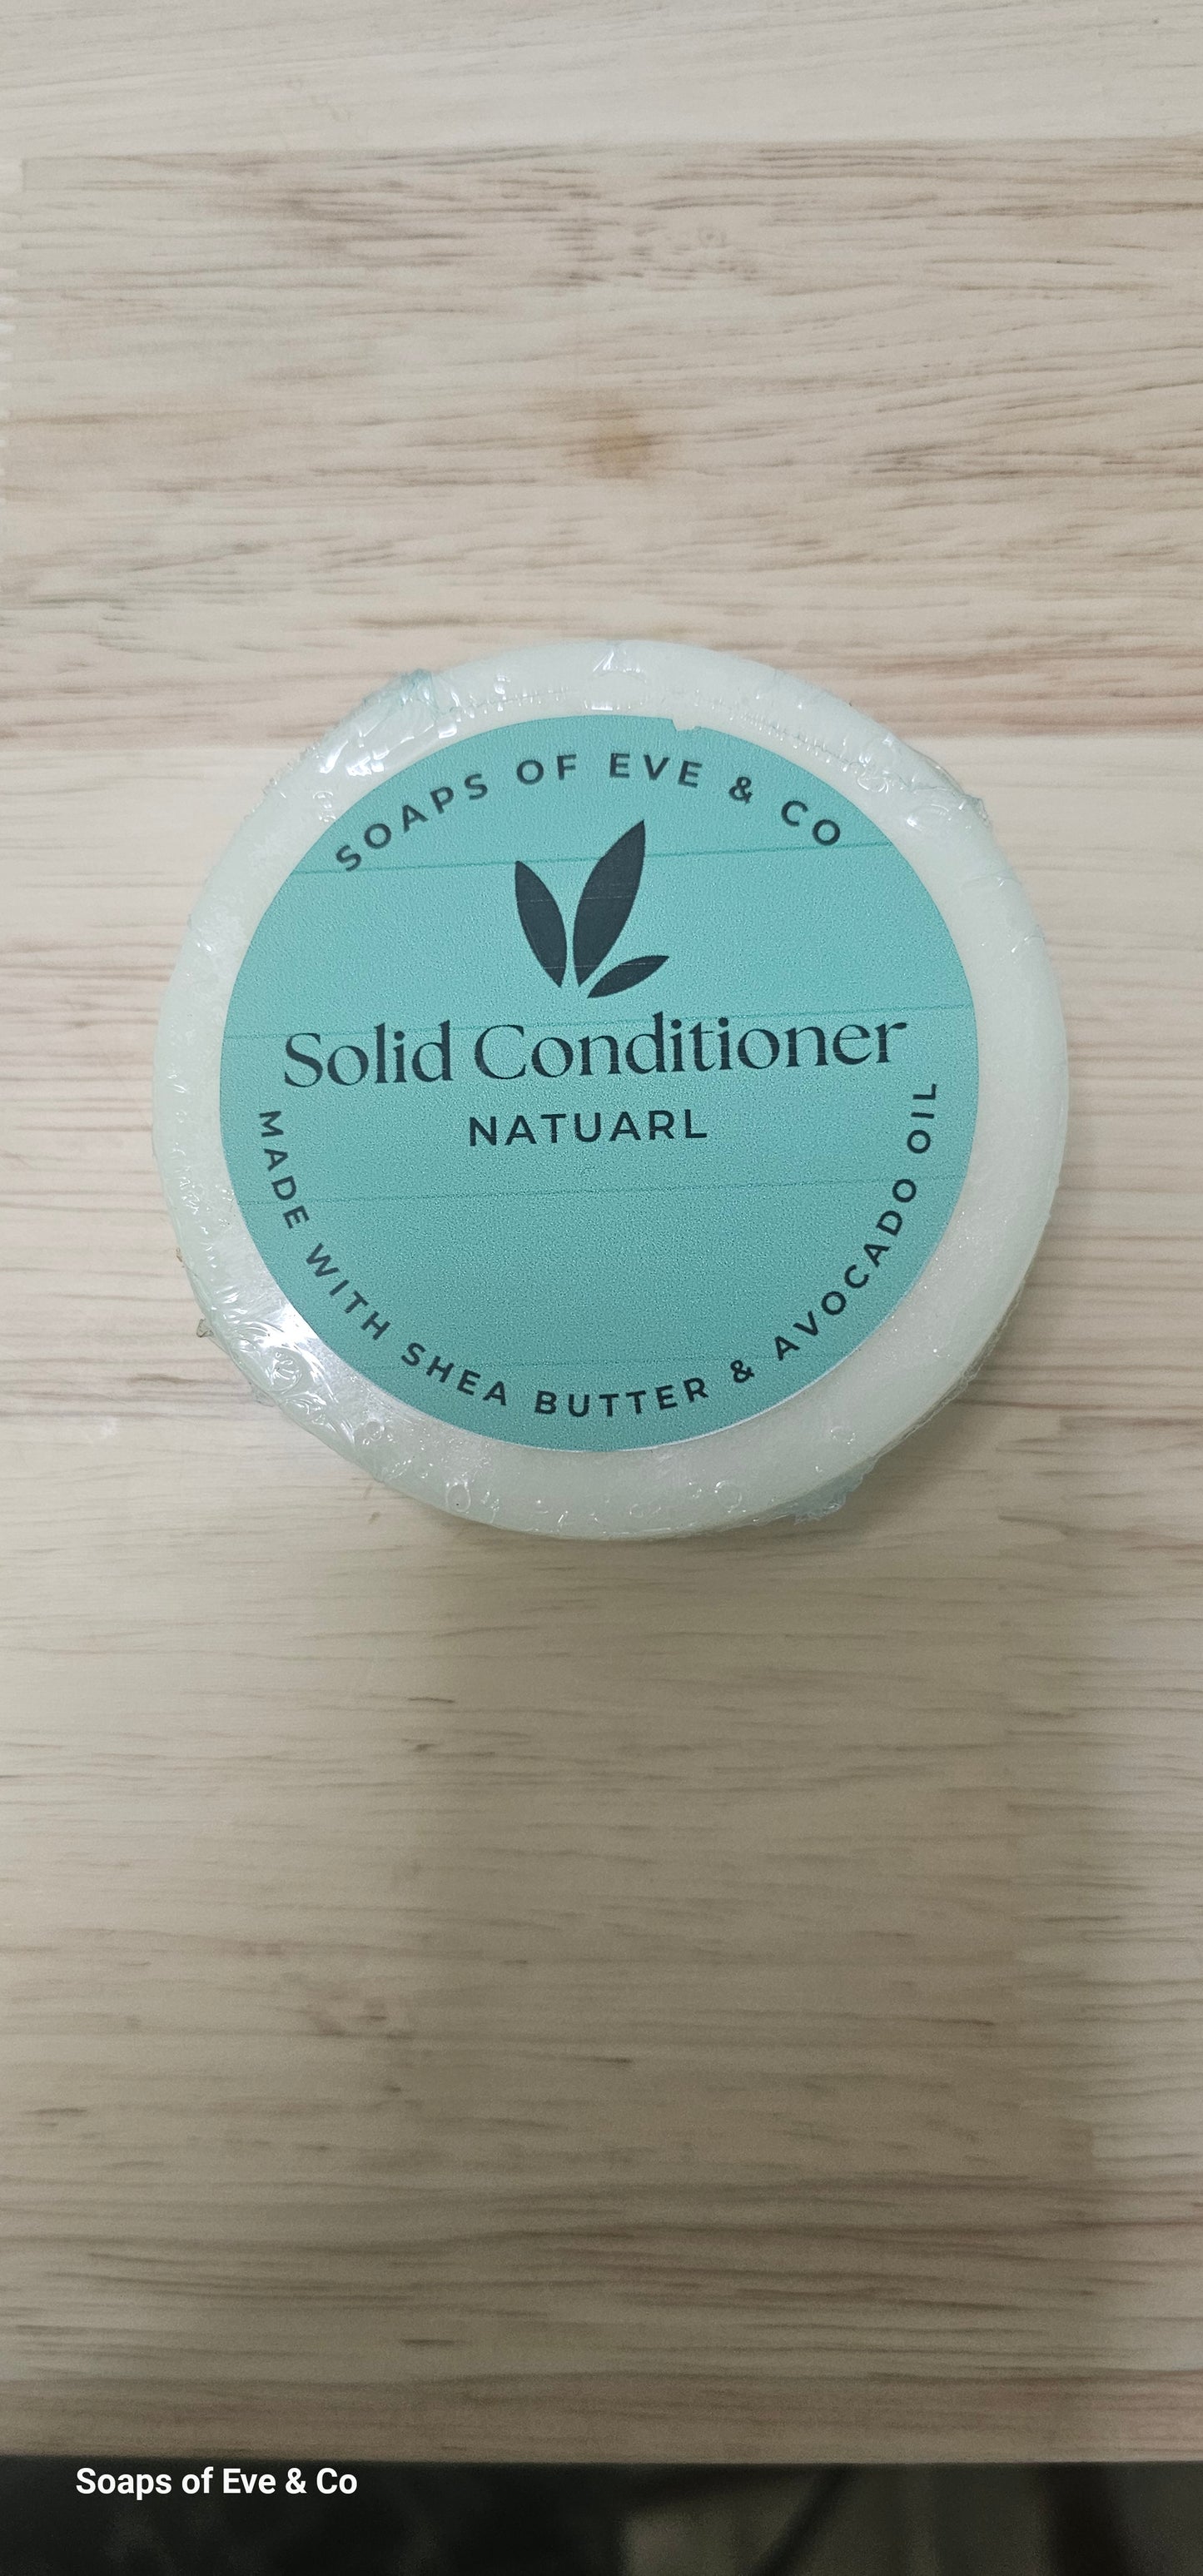 SOAPS OF EVE & CO
Solid Conditioner
NATUARL
MADE WITH SHEA BUTTER & AVOCADO OIL
Soaps of Eve & Co